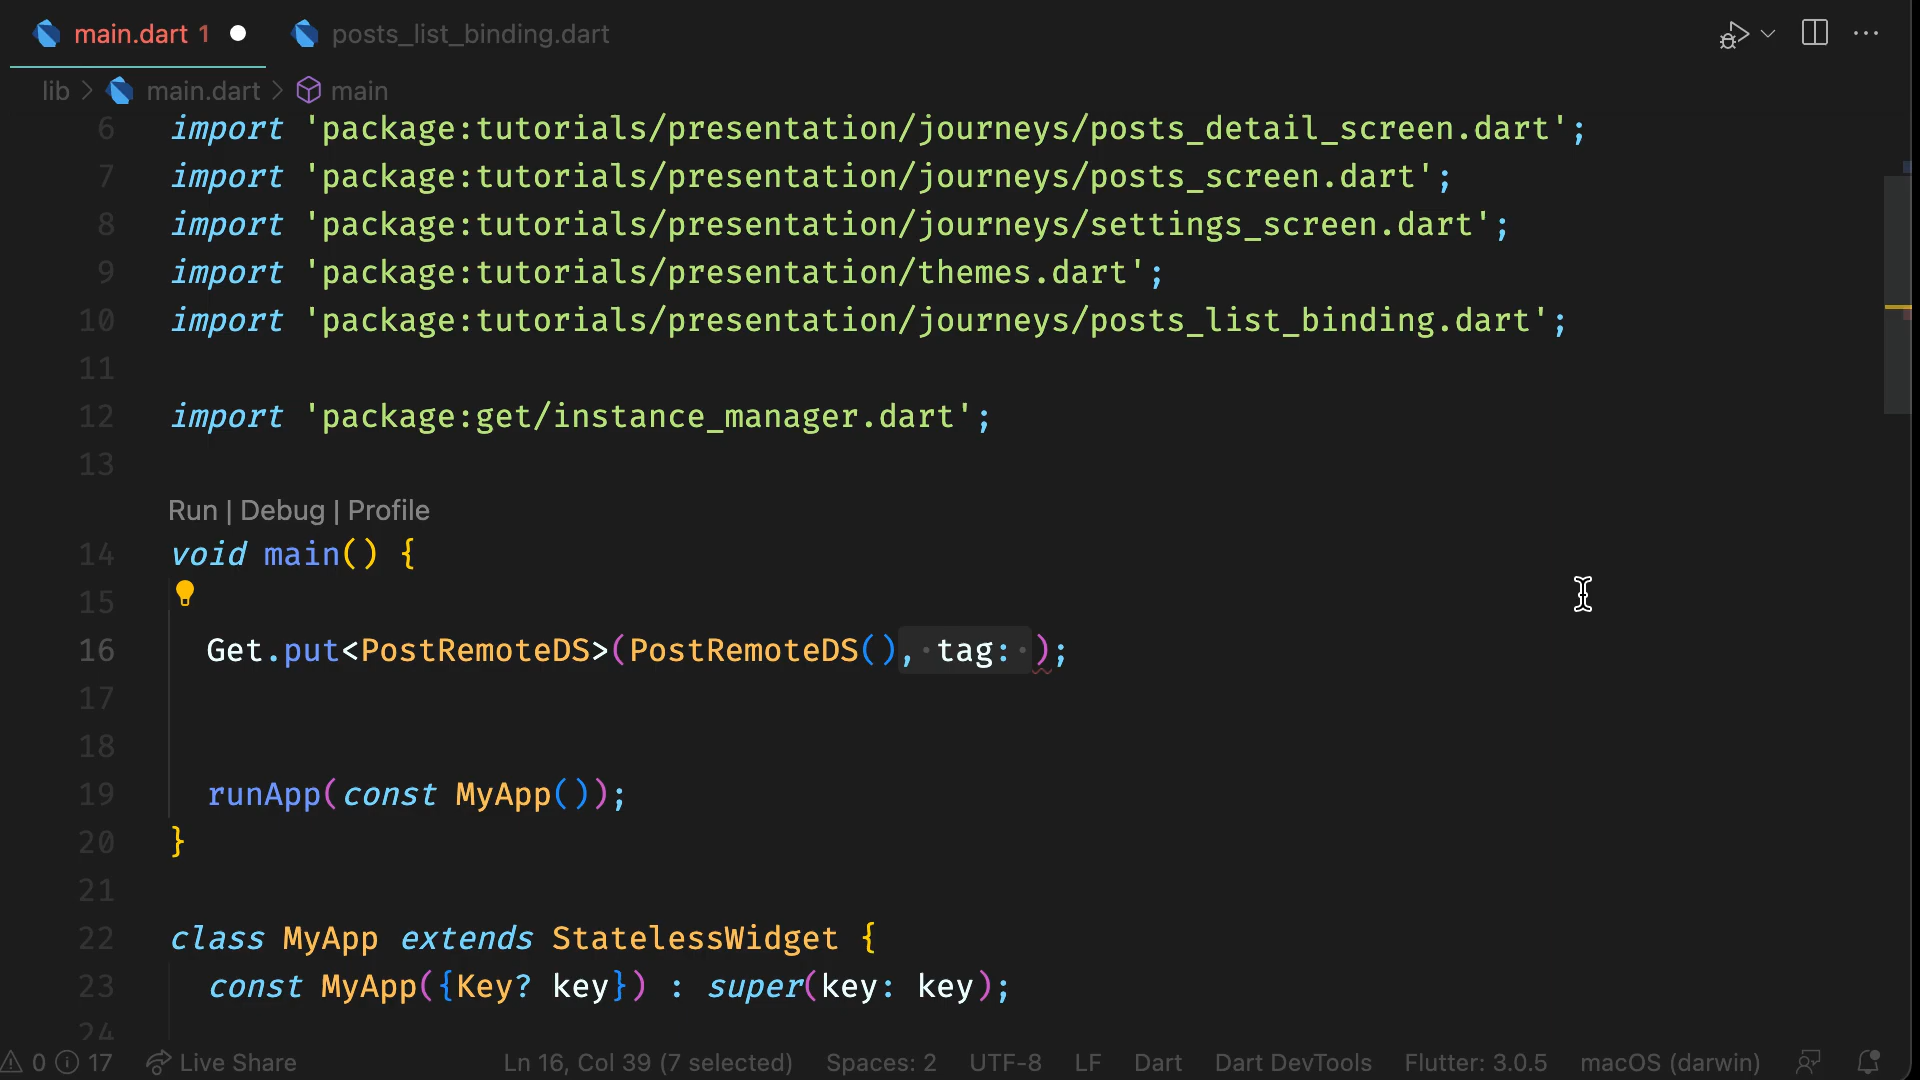 main.dart 1
posts_list_binding.dart
lib > main.dart > main
6 import 'package:tutorials/presentation/journeys/posts_detail_screen.dart';
7 import 'package:tutorials/presentation/journeys/posts_screen.dart';
8 import 'package:tutorials/presentation/journeys/settings_screen.dart';
9 import 'package:tutorials/presentation/themes.dart';
10 import 'package:tutorials/presentation/journeys/posts_list_binding.dart';
11
12 import 'package:get/instance_manager.dart';
13
Run | Debug | Profile
14 void main() {
15
16 Get.put<PostRemoteDS>(PostRemoteDS(), tag: );
17
18
19 runApp(const MyApp());
20 }
21
22 class MyApp extends StatelessWidget {
23 const MyApp({Key? key}) : super(key: key);
24
0 17 Live Share Ln 16, Col 39 (7 selected) Spaces: 2 UTF-8 LF Dart Dart DevTools Flutter: 3.0.5 macOS (darwin)